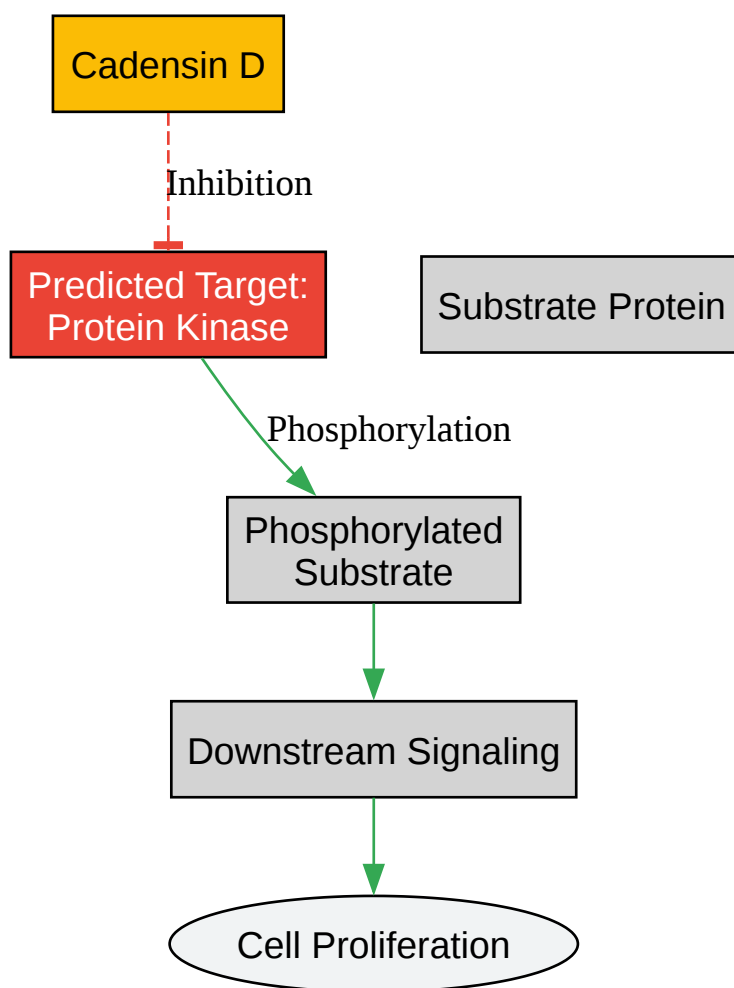 Cadensin D
Inhibition
Predicted Target:
Protein Kinase
Substrate Protein
Phosphorylation
Phosphorylated
Substrate
Downstream Signaling
Cell Proliferation